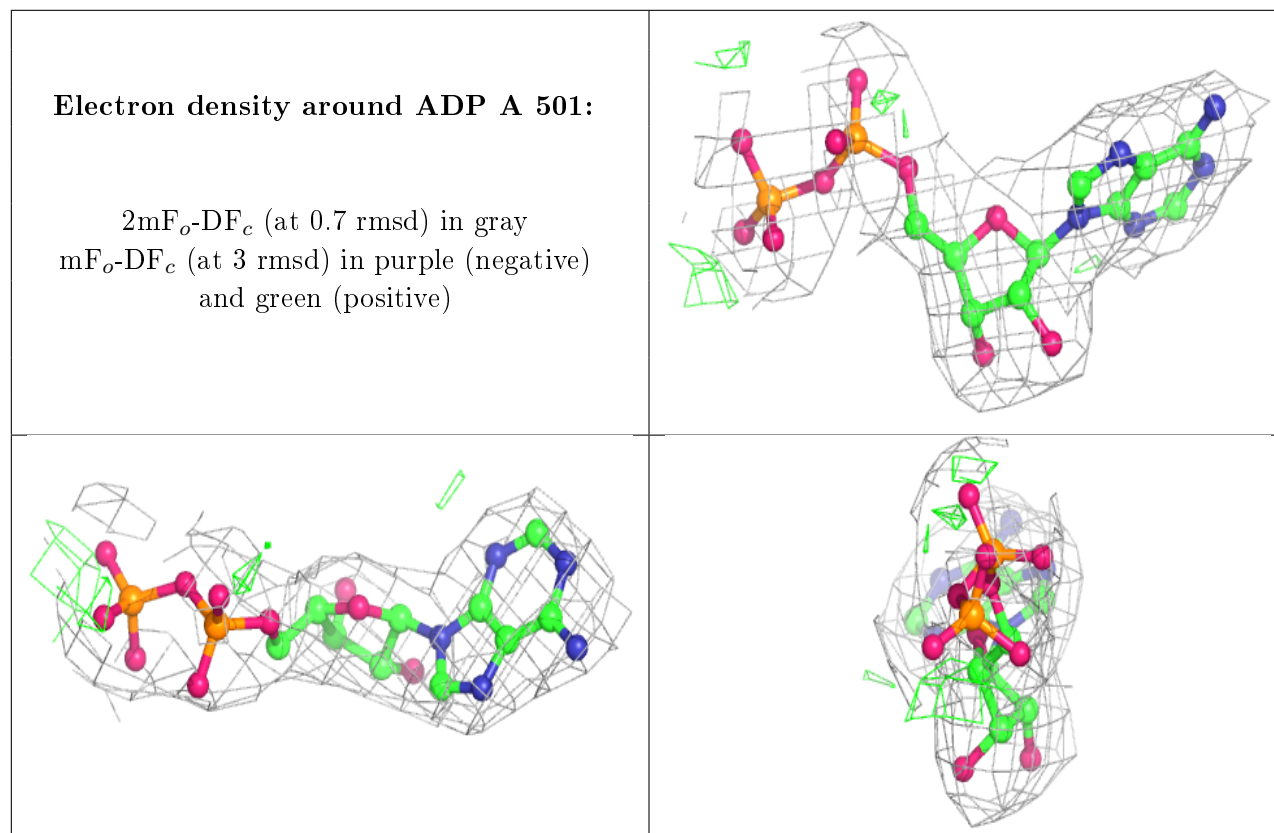 Electron density around ADP A 501:
2mFo-DFc (at 0.7 rmsd) in gray
mFo-DFc (at 3 rmsd) in purple (negative)
and green (positive)